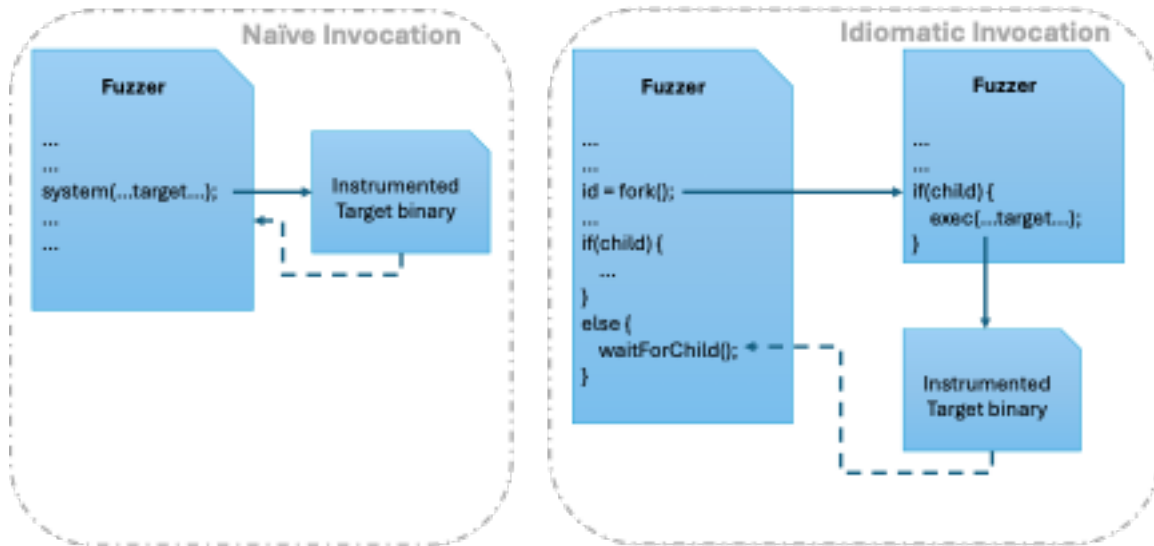 Naïve Invocation
Fuzzer
...
...
system(...target...);
...
...
Instrumented
Target binary
Idiomatic Invocation
Fuzzer
...
...
id = fork();
...
if(child) {
...
}
else {
waitForChild();
}
Fuzzer
...
...
if(child) {
exec(...target...);
}
Instrumented
Target binary